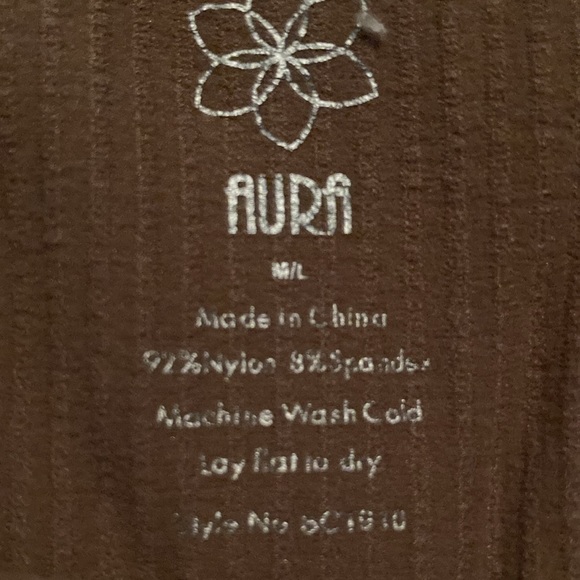 AURA
M/L
Made in China
92%Nylon 8%Spandex
Machine Wash Cold
Lay flat to dry
Style No